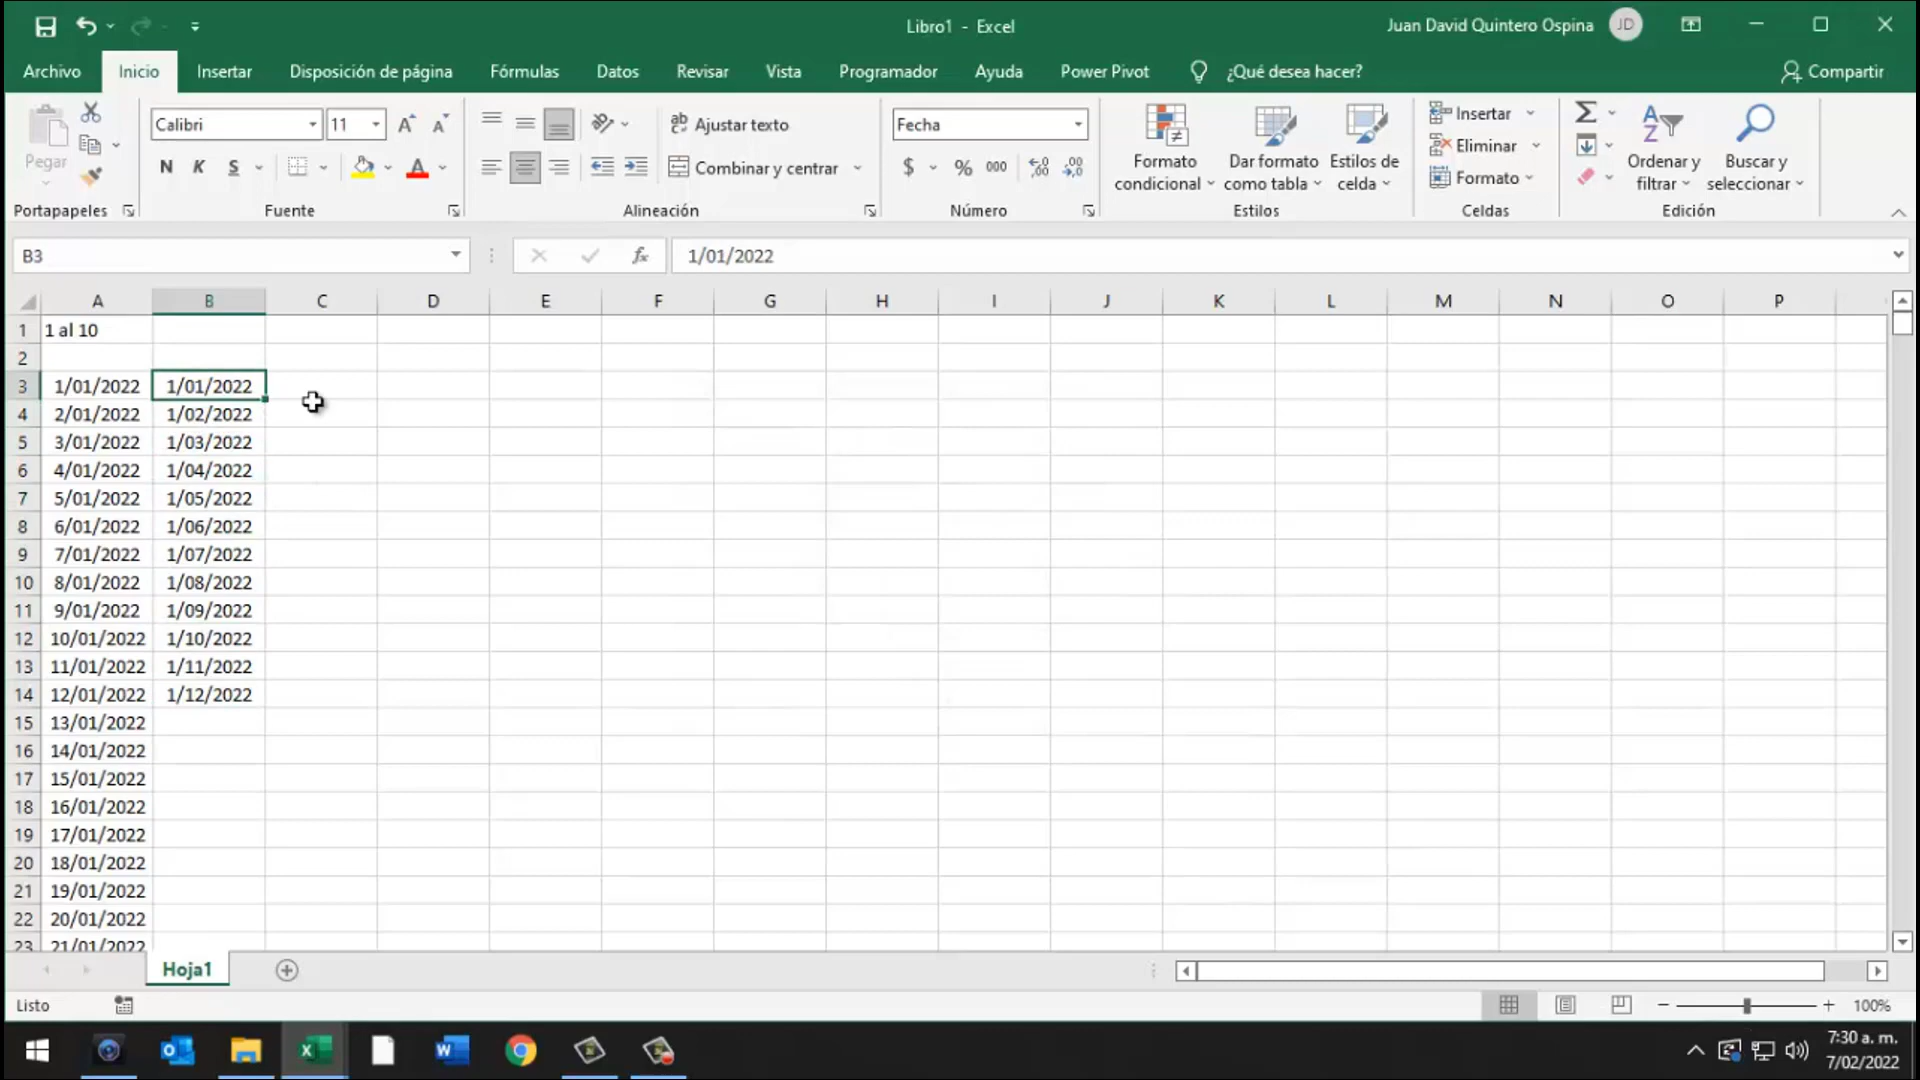 Libro1 - Excel
Juan David Quintero Ospina JD
Archivo Inicio Insertar Disposición de página Fórmulas Datos Revisar Vista Programador Ayuda Power Pivot ¿Qué desea hacer? Compartir
Pegar
Portapapeles
Calibri 11
N K S
Fuente
Ajustar texto
Combinar y centrar
Alineación
Fecha
$ % 000
Número
Formato condicional
Dar formato como tabla
Estilos de celda
Estilos
Insertar
Eliminar
Formato
Celdas
Ordenar y filtrar
Buscar y seleccionar
Edición
B3 fx 1/01/2022
A B C D E F G H I J K L M N O P
1 1 al 10
2
3 1/01/2022 1/01/2022
4 2/01/2022 1/02/2022
5 3/01/2022 1/03/2022
6 4/01/2022 1/04/2022
7 5/01/2022 1/05/2022
8 6/01/2022 1/06/2022
9 7/01/2022 1/07/2022
10 8/01/2022 1/08/2022
11 9/01/2022 1/09/2022
12 10/01/2022 1/10/2022
13 11/01/2022 1/11/2022
14 12/01/2022 1/12/2022
15 13/01/2022
16 14/01/2022
17 15/01/2022
18 16/01/2022
19 17/01/2022
20 18/01/2022
21 19/01/2022
22 20/01/2022
23 21/01/2022
Hoja1
Listo 100%
7:30 a. m.
7/02/2022